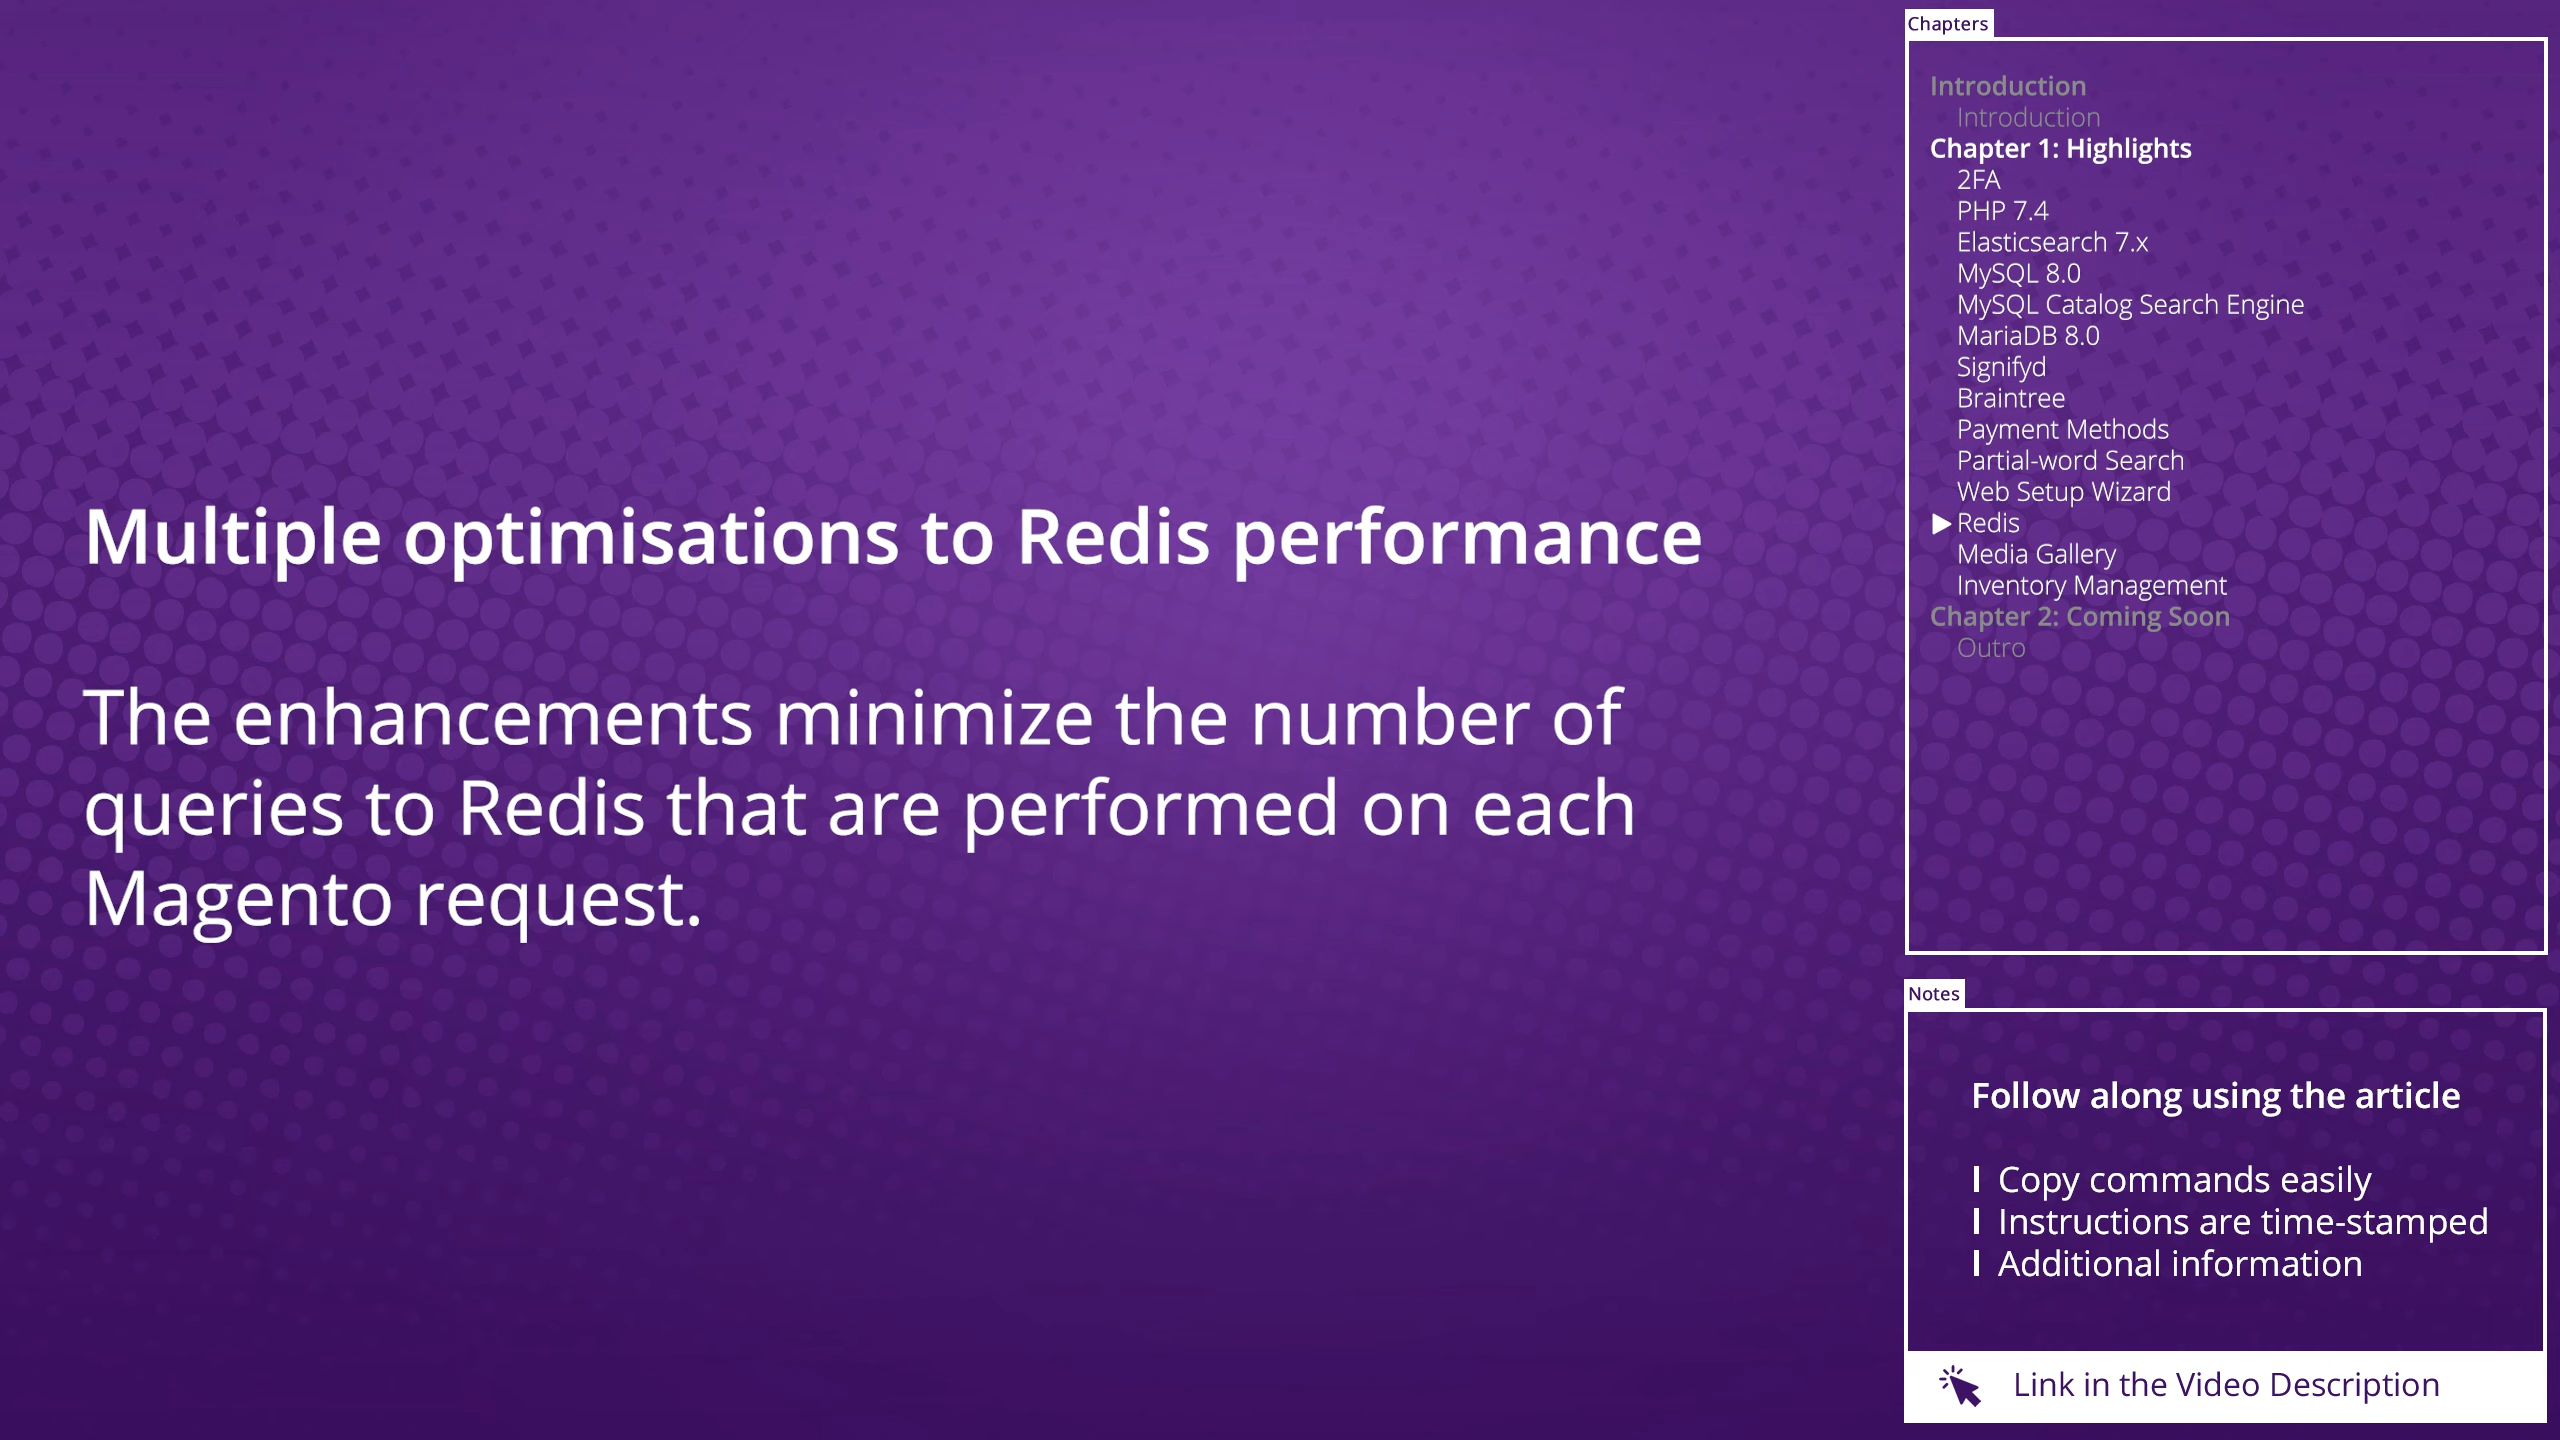 Multiple optimisations to Redis performance
The enhancements minimize the number of
queries to Redis that are performed on each
Magento request.
Chapters
Introduction
Introduction
Chapter 1: Highlights
2FA
PHP 7.4
Elasticsearch 7.x
MySQL 8.0
MySQL Catalog Search Engine
MariaDB 8.0
Signifyd
Braintree
Payment Methods
Partial-word Search
Web Setup Wizard
Redis
Media Gallery
Inventory Management
Chapter 2: Coming Soon
Outro
Notes
Follow along using the article
Copy commands easily
Instructions are time-stamped
Additional information
Link in the Video Description